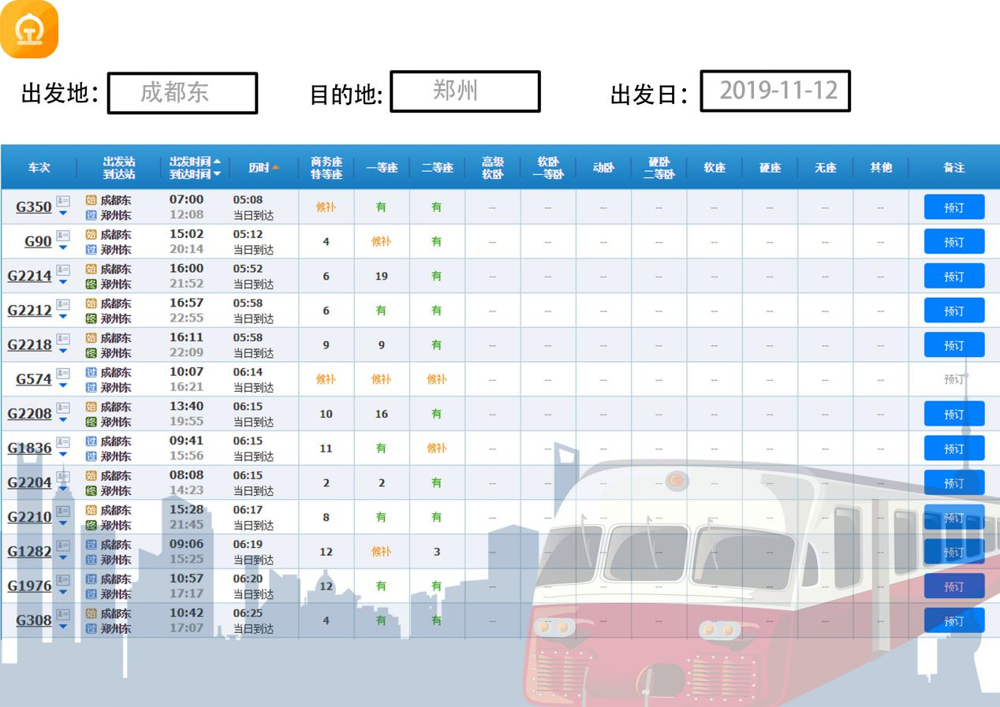 出发地: 成都东 目的地: 郑州 出发日: 2019-11-12
车次 出发站 到达站 出发时间 到达时间 历时 商务座 特等座 一等座 二等座 高级 软卧 软卧 一等卧 动卧 硬卧 二等卧 软座 硬座 无座 其他 备注
G350 始 成都东 07:00 05:08 候补 有 有 -- -- -- -- -- -- -- -- 预订
过 郑州东 12:08 当日到达
G90 始 成都东 15:02 05:12 4 候补 有 -- -- -- -- -- -- -- -- 预订
过 郑州东 20:14 当日到达
G2214 始 成都东 16:00 05:52 6 19 有 -- -- -- -- -- -- -- -- 预订
终 郑州东 21:52 当日到达
G2212 始 成都东 16:57 05:58 6 有 有 -- -- -- -- -- -- -- -- 预订
终 郑州东 22:55 当日到达
G2218 始 成都东 16:11 05:58 9 9 有 -- -- -- -- -- -- -- -- 预订
终 郑州东 22:09 当日到达
G574 过 成都东 10:07 06:14 候补 候补 候补 -- -- -- -- -- -- -- -- 预订
过 郑州东 16:21 当日到达
G2208 始 成都东 13:40 06:15 10 16 有 -- -- -- -- -- -- -- -- 预订
终 郑州东 19:55 当日到达
G1836 过 成都东 09:41 06:15 11 有 候补 -- -- -- -- -- -- -- -- 预订
过 郑州东 15:56 当日到达
G2204 始 成都东 08:08 06:15 2 2 有 -- -- -- -- -- -- -- -- 预订
终 郑州东 14:23 当日到达
G2210 始 成都东 15:28 06:17 8 有 有 -- -- -- -- -- -- -- -- 预订
终 郑州东 21:45 当日到达
G1282 过 成都东 09:06 06:19 12 候补 3 -- -- -- -- -- -- -- -- 预订
过 郑州东 15:25 当日到达
G1976 过 成都东 10:57 06:20 12 有 有 -- -- -- -- -- -- -- -- 预订
过 郑州东 17:17 当日到达
G308 始 成都东 10:42 06:25 4 有 有 -- -- -- -- -- -- -- -- 预订
过 郑州东 17:07 当日到达